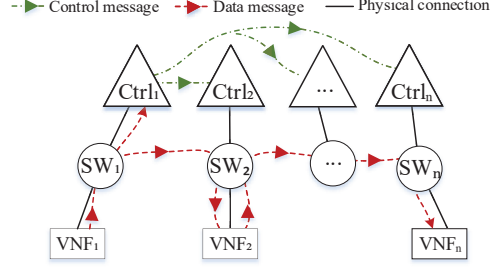 Control message Data message Physical connection
Ctrl₁ Ctrl₂ ... Ctrlₙ
SW₁ SW₂ ... SWₙ
VNF₁ VNF₂ VNFₙ